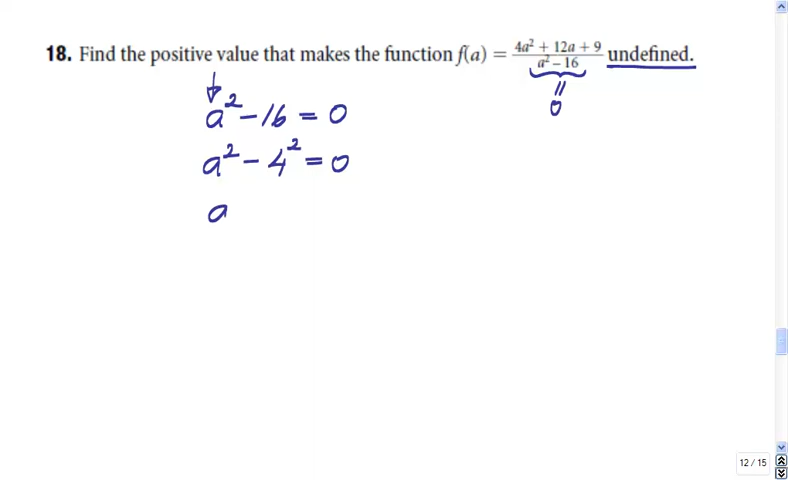 18. Find the positive value that makes the function f(a) = (4a² + 12a + 9)/(a² – 16) undefined.
=
0
a² – 16 = 0
a² – 4² = 0
a
12 / 15